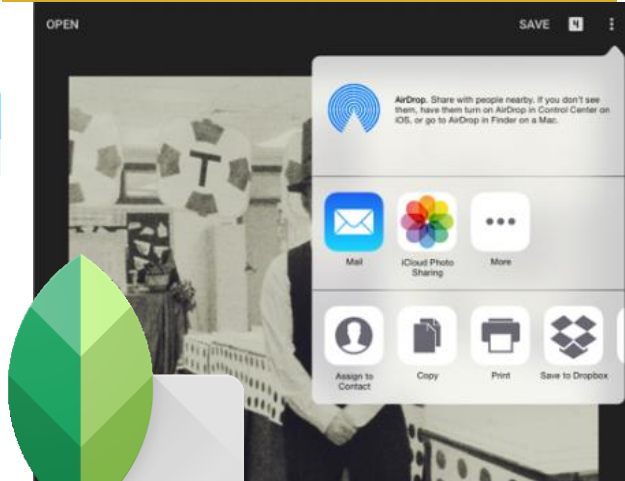 OPEN
SAVE 4
AirDrop. Share with people nearby. If you don't see
them, have them turn on AirDrop in Control Center on
iOS, or go to AirDrop in Finder on a Mac.
T
Mail
iCloud Photo
Sharing
More
Assign to
Contact
Copy
Print
Save to Dropbox